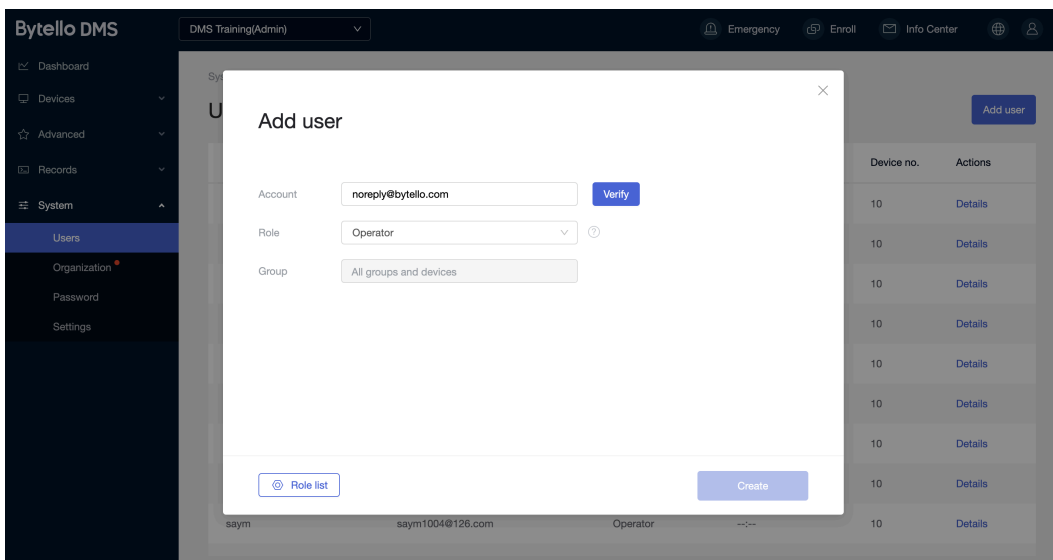 Bytello DMS
DMS Training(Admin)
Emergency
Enroll
Info Center
Dashboard
Devices
Advanced
Records
System
Users
Organization
Password
Settings
Sys
U
Add user
Device no. Actions
Add user
Account noreply@bytello.com Verify
Role Operator ?
Group All groups and devices
Role list
Create
10 Details
10 Details
10 Details
10 Details
10 Details
10 Details
10 Details
10 Details
saym saym1004@126.com Operator --:-- 10 Details